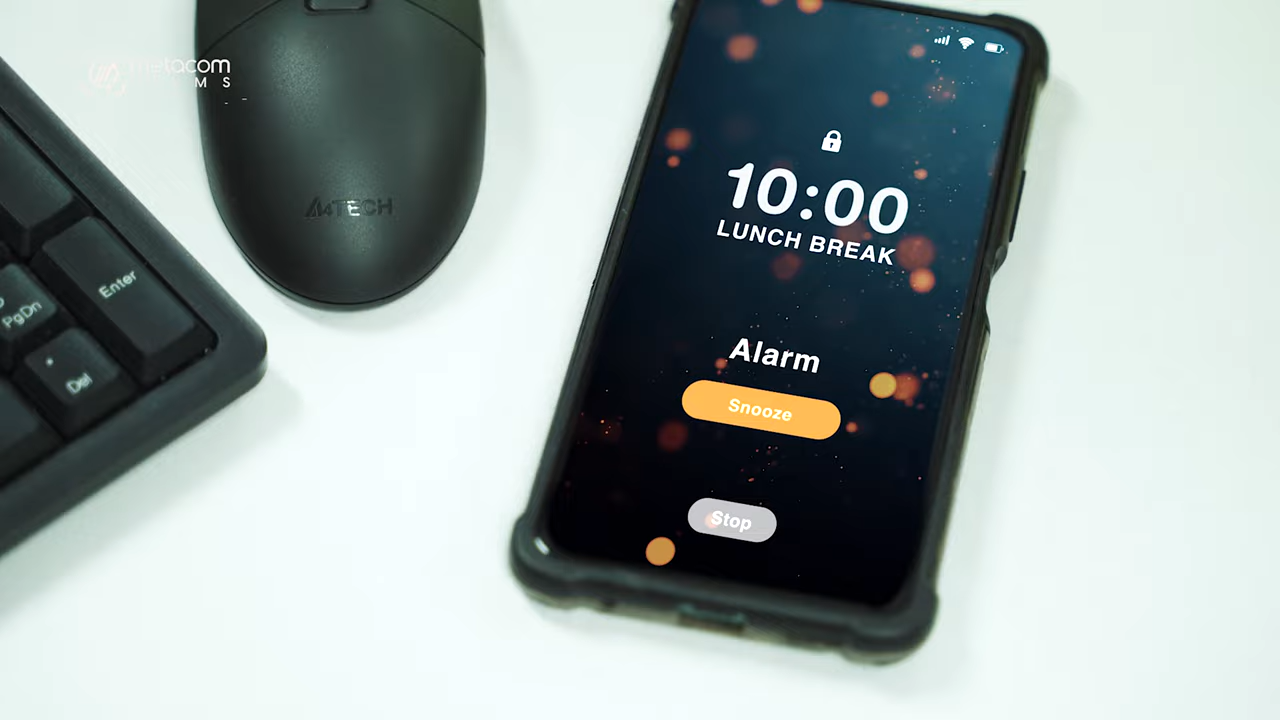 metacom
M S
A4TECH
Enter
PgDn
Del
10:00
LUNCH BREAK
Alarm
Snooze
Stop